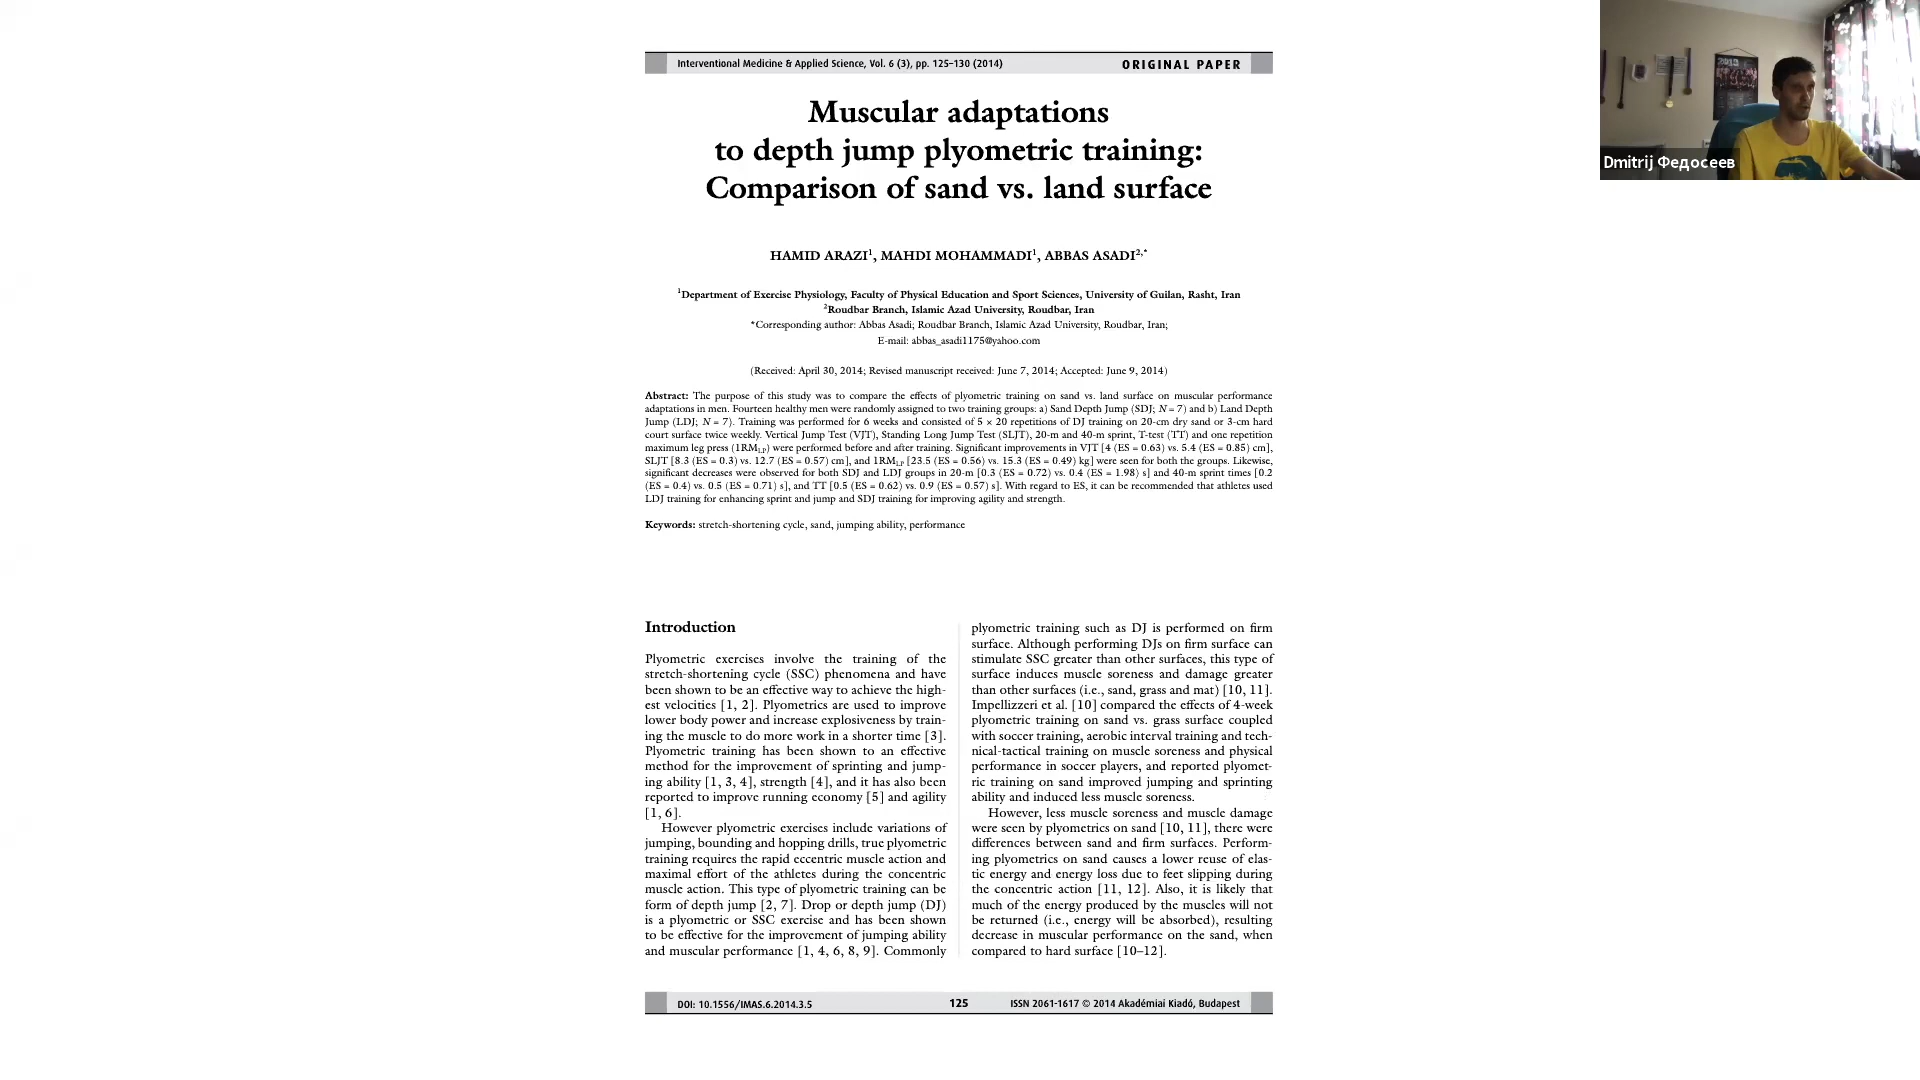 Interventional Medicine & Applied Science, Vol. 6 (3), pp. 125–130 (2014)
ORIGINAL PAPER
Muscular adaptations
to depth jump plyometric training:
Comparison of sand vs. land surface
HAMID ARAZI1, MAHDI MOHAMMADI1, ABBAS ASADI2,*
1Department of Exercise Physiology, Faculty of Physical Education and Sport Sciences, University of Guilan, Rasht, Iran
2Roudbar Branch, Islamic Azad University, Roudbar, Iran
*Corresponding author: Abbas Asadi; Roudbar Branch, Islamic Azad University, Roudbar, Iran;
E-mail: abbas_asadi1175@yahoo.com
(Received: April 30, 2014; Revised manuscript received: June 7, 2014; Accepted: June 9, 2014)
Abstract: The purpose of this study was to compare the effects of plyometric training on sand vs. land surface on muscular performance
adaptations in men. Fourteen healthy men were randomly assigned to two training groups: a) Sand Depth Jump (SDJ; N = 7) and b) Land Depth
Jump (LDJ; N = 7). Training was performed for 6 weeks and consisted of 5 × 20 repetitions of DJ training on 20-cm dry sand or 3-cm hard
court surface twice weekly. Vertical Jump Test (VJT), Standing Long Jump Test (SLJT), 20-m and 40-m sprint, T-test (TT) and one repetition
maximum leg press (1RMLP) were performed before and after training. Significant improvements in VJT [4 (ES = 0.63) vs. 5.4 (ES = 0.85) cm],
SLJT [8.3 (ES = 0.3) vs. 12.7 (ES = 0.57) cm], and 1RMLP [23.5 (ES = 0.56) vs. 15.3 (ES = 0.49) kg] were seen for both the groups. Likewise,
significant decreases were observed for both SDJ and LDJ groups in 20-m [0.3 (ES = 0.72) vs. 0.4 (ES = 1.98) s] and 40-m sprint times [0.2
(ES = 0.4) vs. 0.5 (ES = 0.71) s], and TT [0.5 (ES = 0.62) vs. 0.9 (ES = 0.57) s]. With regard to ES, it can be recommended that athletes used
LDJ training for enhancing sprint and jump and SDJ training for improving agility and strength.
Keywords: stretch-shortening cycle, sand, jumping ability, performance
Introduction
Plyometric exercises involve the training of the
stretch-shortening cycle (SSC) phenomena and have
been shown to be an effective way to achieve the high-
est velocities [1, 2]. Plyometrics are used to improve
lower body power and increase explosiveness by train-
ing the muscle to do more work in a shorter time [3].
Plyometric training has been shown to an effective
method for the improvement of sprinting and jump-
ing ability [1, 3, 4], strength [4], and it has also been
reported to improve running economy [5] and agility
[1, 6].
However plyometric exercises include variations of
jumping, bounding and hopping drills, true plyometric
training requires the rapid eccentric muscle action and
maximal effort of the athletes during the concentric
muscle action. This type of plyometric training can be
form of depth jump [2, 7]. Drop or depth jump (DJ)
is a plyometric or SSC exercise and has been shown
to be effective for the improvement of jumping ability
and muscular performance [1, 4, 6, 8, 9]. Commonly
plyometric training such as DJ is performed on firm
surface. Although performing DJs on firm surface can
stimulate SSC greater than other surfaces, this type of
surface induces muscle soreness and damage greater
than other surfaces (i.e., sand, grass and mat) [10, 11].
Impellizzeri et al. [10] compared the effects of 4-week
plyometric training on sand vs. grass surface coupled
with soccer training, aerobic interval training and tech-
nical-tactical training on muscle soreness and physical
performance in soccer players, and reported plyomet-
ric training on sand improved jumping and sprinting
ability and induced less muscle soreness.
However, less muscle soreness and muscle damage
were seen by plyometrics on sand [10, 11], there were
differences between sand and firm surfaces. Perform-
ing plyometrics on sand causes a lower reuse of elas-
tic energy and energy loss due to feet slipping during
the concentric action [11, 12]. Also, it is likely that
much of the energy produced by the muscles will not
be returned (i.e., energy will be absorbed), resulting
decrease in muscular performance on the sand, when
compared to hard surface [10–12].
DOI: 10.1556/IMAS.6.2014.3.5
125
ISSN 2061-1617 © 2014 Akadémiai Kiadó, Budapest
2019
Dmitrij Федосеев